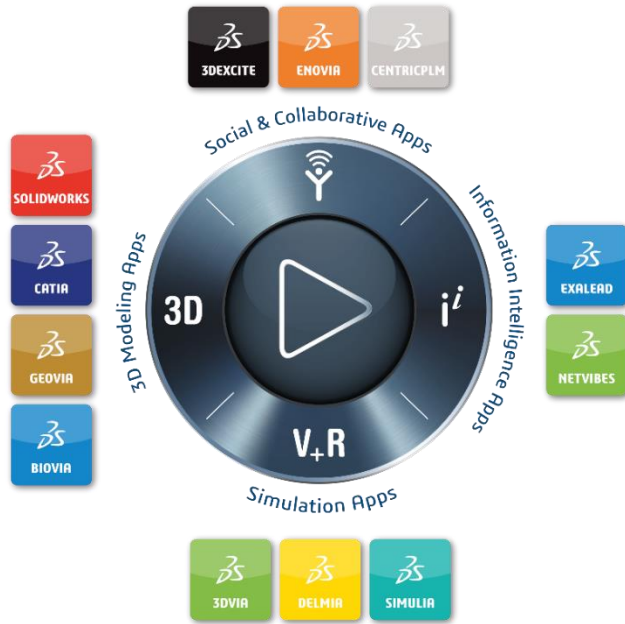 3DEXCITE
ENOVIA
CENTRICPLM
Social & Collaborative Apps
SOLIDWORKS
CATIA
GEOVIA
BIOVIA
3D Modeling Apps
3D
i i
V+R
Information Intelligence Apps
EXALEAD
NETVIBES
Simulation Apps
3DVIA
DELMIA
SIMULIA